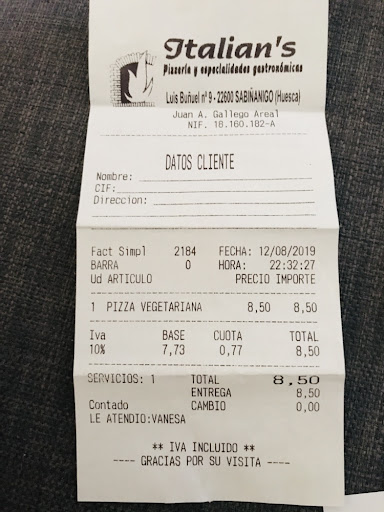 Italian's
Pizzería y especialidades gastronómicas
Luis Buñuel nº 9 - 22600 SABIÑANIGO (Huesca)
Juan A. Gallego Areal
NIF. 18.160.182-A
DATOS CLIENTE
Nombre:
CIF:
Direccion:
Fact Simpl 2184 FECHA: 12/08/2019
BARRA 0 HORA: 22:32:27
Ud ARTICULO PRECIO IMPORTE
1 PIZZA VEGETARIANA 8,50 8,50
Iva BASE CUOTA TOTAL
10% 7,73 0,77 8,50
SERVICIOS: 1 TOTAL 8,50
ENTREGA 8,50
Contado CAMBIO 0,00
LE ATENDIO:VANESA
** IVA INCLUIDO **
---- GRACIAS POR SU VISITA ----